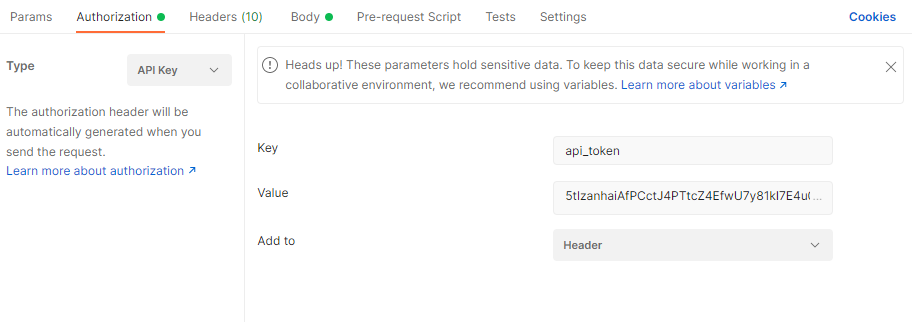 Params Authorization Headers (10) Body Pre-request Script Tests Settings Cookies
Type API Key
The authorization header will be
automatically generated when you
send the request.
Learn more about authorization ↗
Heads up! These parameters hold sensitive data. To keep this data secure while working in a
collaborative environment, we recommend using variables. Learn more about variables ↗
Key api_token
Value
Add to Header